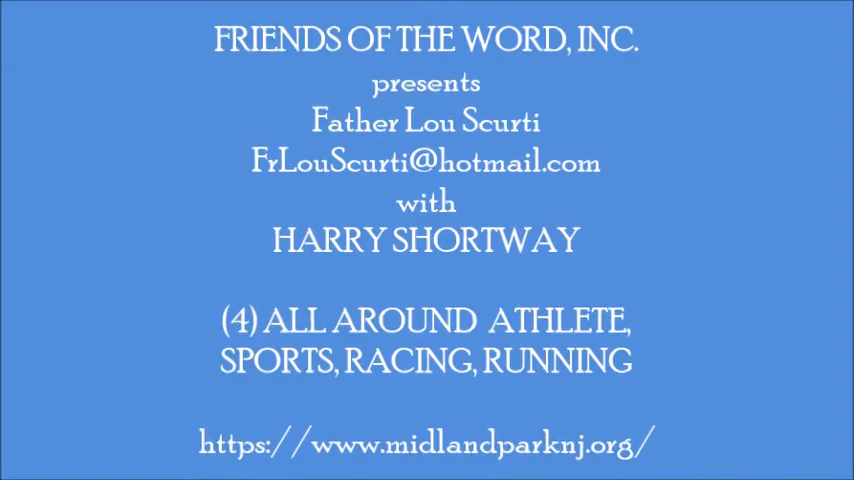 FRIENDS OF THE WORD, INC.
presents
Father Lou Scurti
FrLouScurti@hotmail.com
with
HARRY SHORTWAY
(4) ALL AROUND ATHLETE,
SPORTS, RACING, RUNNING
https://www.midlandparknj.org/